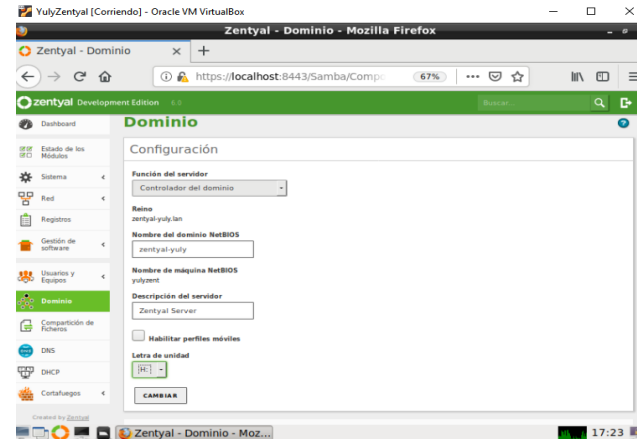 YulyZentyal [Corriendo] - Oracle VM VirtualBox
Zentyal - Dominio - Mozilla Firefox
Zentyal - Dominio
https://localhost:8443/Samba/Compo
67%
zentyal Development Edition 6.0
Buscar...
Dashboard
Estado de los
Módulos
Sistema
Red
Registros
Gestión de
software
Usuarios y
Equipos
Dominio
Compartición de
Ficheros
DNS
DHCP
Cortafuegos
Created by Zentyal
Dominio
Configuración
Función del servidor
Controlador del dominio
Reino
zentyal-yuly.lan
Nombre del dominio NetBIOS
zentyal-yuly
Nombre de máquina NetBIOS
yulyzent
Descripción del servidor
Zentyal Server
Habilitar perfiles móviles
Letra de unidad
H:
CAMBIAR
Zentyal - Dominio - Moz...
17:23